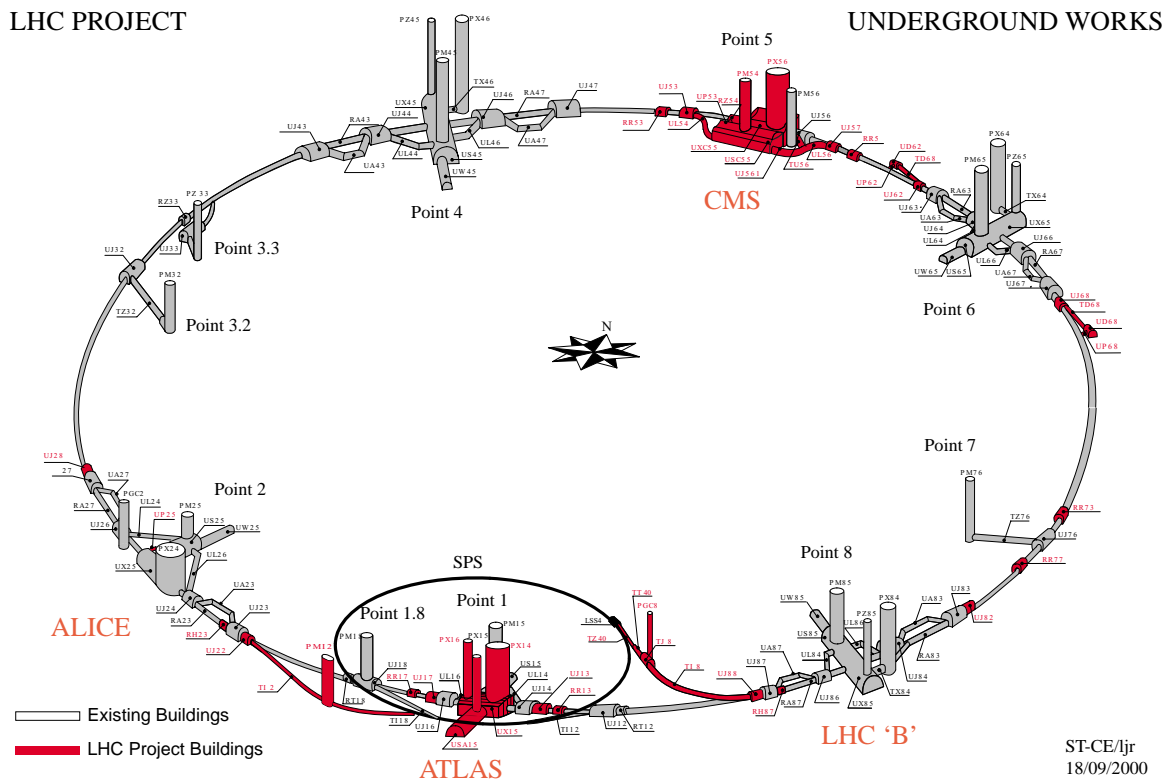 LHC PROJECT
UNDERGROUND WORKS
PZ45
PX46
PM45
TX46
UJ46
RA47
UJ47
UX45
UJ44
RA43
UJ43
UA43
UL44
UL46
UA47
US45
UW45
Point 4
Point 5
PM54
PX56
UJ53
UP53
RZ54
PM56
RR53
UL54
UJ56
UJ57
RR5
UXC55
USC55
UJ561
TU56
UL56
CMS
UD62
TD68
UP62
UJ62
PX64
PM65
PZ65
RA63
TX64
UJ63
UA63
UJ64
UX65
UL64
UJ66
RA67
UW65
US65
UL66
UA67
UJ67
UJ68
TD68
UD68
UP68
Point 6
RZ33
PZ 33
UJ33
Point 3.3
UJ32
PM32
TZ32
Point 3.2
N
Point 7
PM76
TZ76
RR73
UJ76
RR77
UJ28
27
UA27
PGC2
UL24
Point 2
RA27
UP25
PM25
US25
UW25
UJ26
PX24
UX25
UL26
UA23
UJ24
RA23
UJ23
RH23
UJ22
ALICE
TI 2
PM12
SPS
Point 1.8
Point 1
PM18
PX16
PX15
PM15
PX14
UJ18
US15
RR17
UJ17
UL16
UL14
UJ14
UJ13
RR13
RT18
TI18
UJ16
UX15
TI12
UJ12
RT12
USA15
ATLAS
LSS4
TT40
PGC8
TZ40
TJ8
TI 8
Point 8
PM85
UW85
PZ85
PX84
UA83
UJ83
US85
UL86
UJ82
UA87
UL84
RA83
UJ87
UJ84
UJ88
TX84
RH87
RA87
UJ86
UX85
LHC ‘B’
Existing Buildings
LHC Project Buildings
ST-CE/ljr
18/09/2000